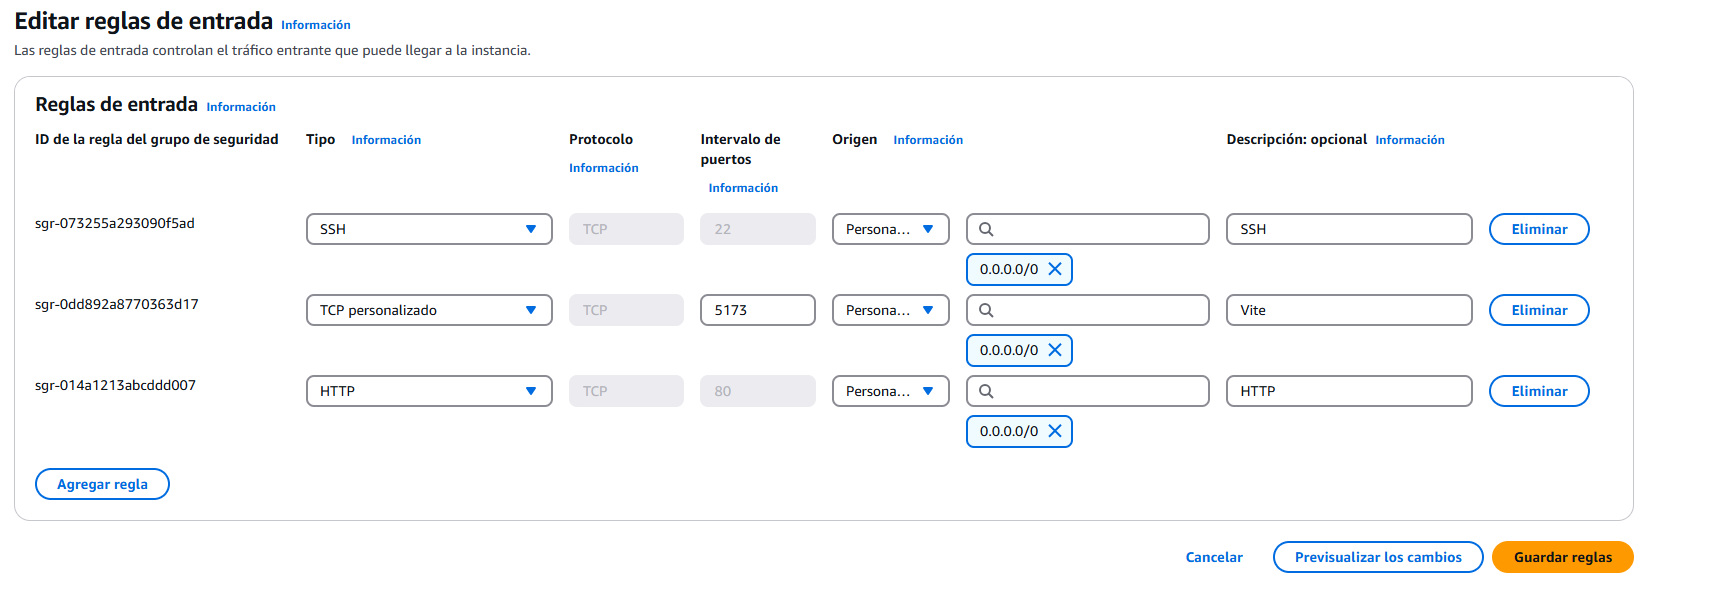 Editar reglas de entrada Información
Las reglas de entrada controlan el tráfico entrante que puede llegar a la instancia.
Reglas de entrada Información
ID de la regla del grupo de seguridad Tipo Información Protocolo Información Intervalo de puertos Información Origen Información Descripción: opcional Información
sgr-073255a293090f5ad SSH TCP 22 Persona... SSH Eliminar
0.0.0.0/0
sgr-0dd892a8770363d17 TCP personalizado TCP 5173 Persona... Vite Eliminar
0.0.0.0/0
sgr-014a1213abcddd007 HTTP TCP 80 Persona... HTTP Eliminar
0.0.0.0/0
Agregar regla
Cancelar Previsualizar los cambios Guardar reglas